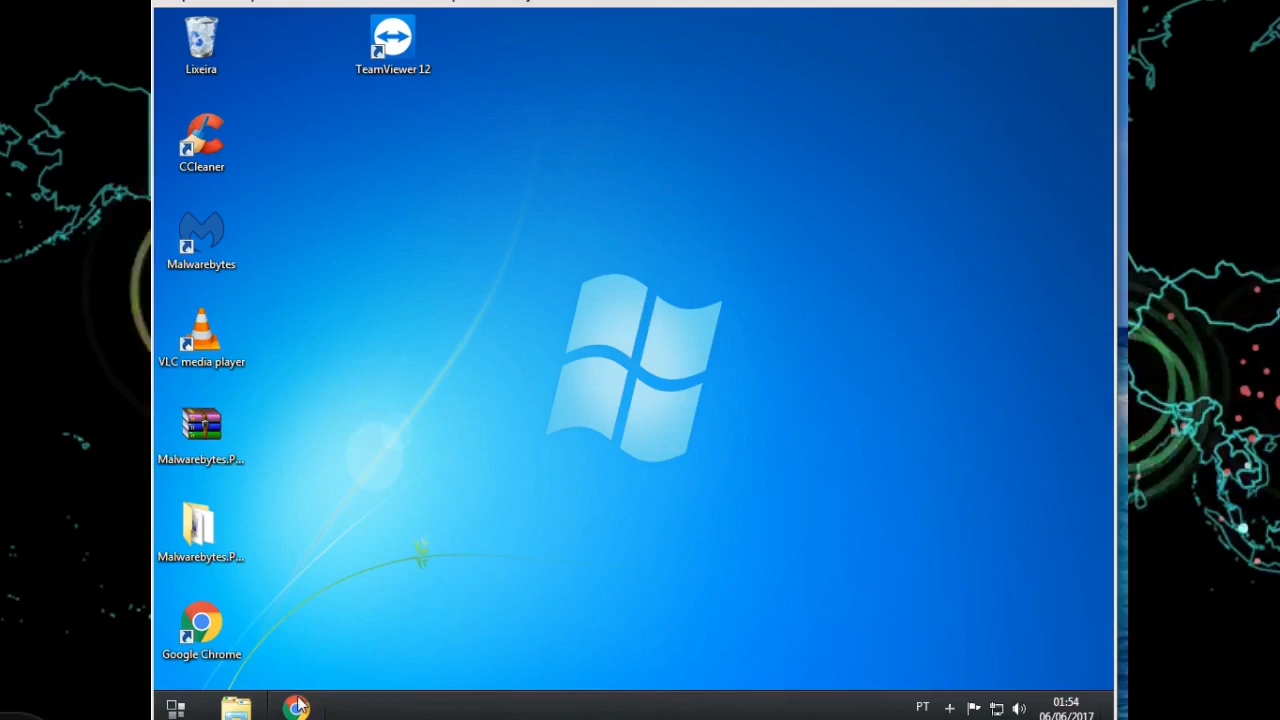 Lixeira
TeamViewer 12
CCleaner
Malwarebytes
VLC media player
Malwarebytes.P...
Malwarebytes.P...
Google Chrome
PT
01:54
06/06/2017